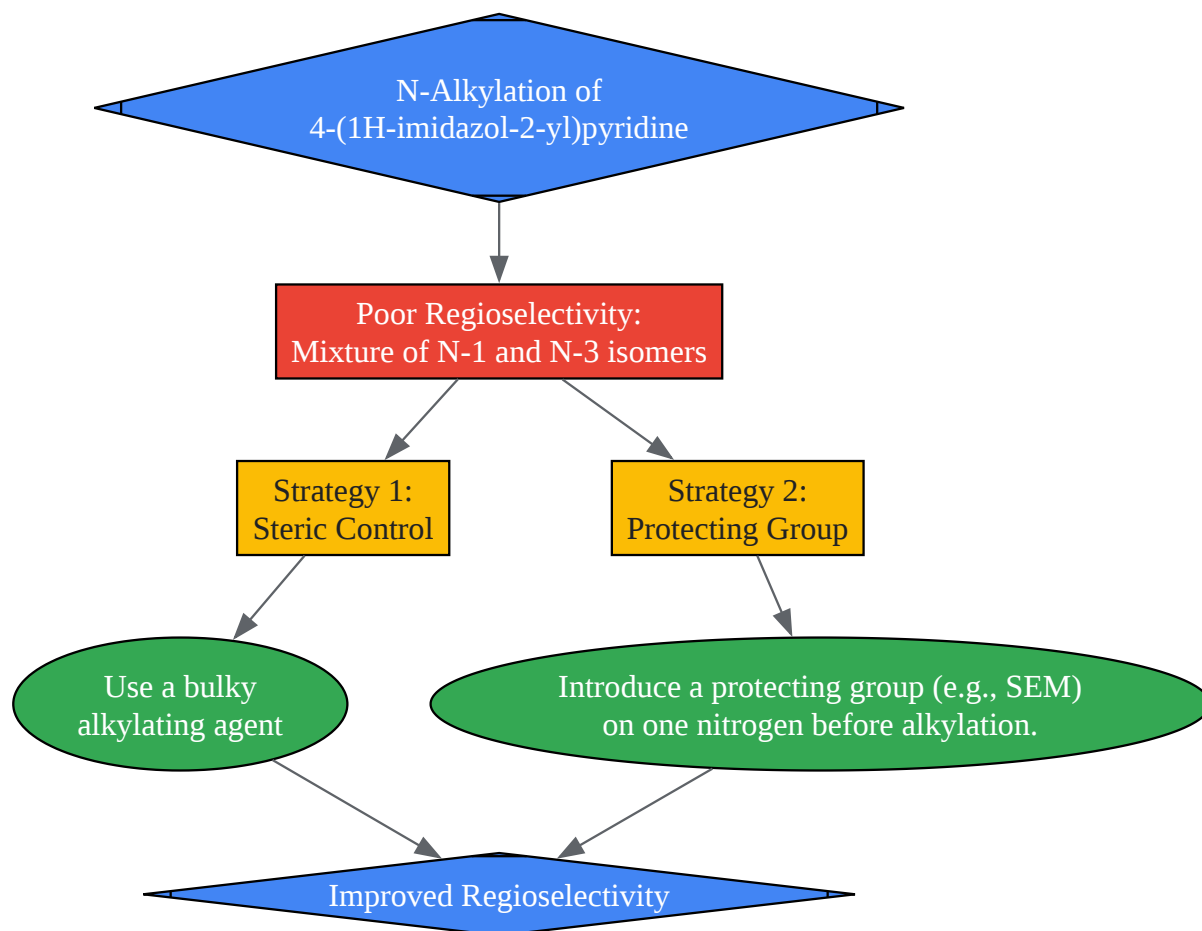 N-Alkylation of
4-(1H-imidazol-2-yl)pyridine
Poor Regioselectivity:
Mixture of N-1 and N-3 isomers
Strategy 1:
Steric Control
Strategy 2:
Protecting Group
Use a bulky
alkylating agent
Introduce a protecting group (e.g., SEM)
on one nitrogen before alkylation.
Improved Regioselectivity